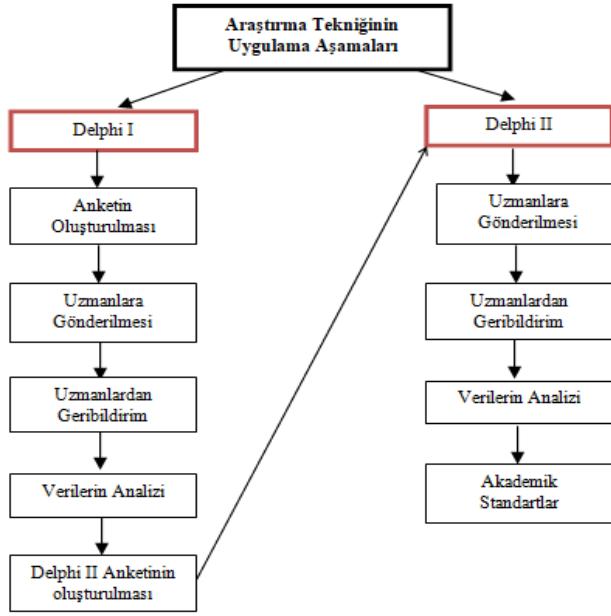 Araştırma Tekniğinin
Uygulama Aşamaları
Delphi I
Anketin
Oluşturulması
Uzmanlara
Gönderilmesi
Uzmanlardan
Geribildirim
Verilerin Analizi
Delphi II Anketinin
oluşturulması
Delphi II
Uzmanlara
Gönderilmesi
Uzmanlardan
Geribildirim
Verilerin Analizi
Akademik
Standartlar